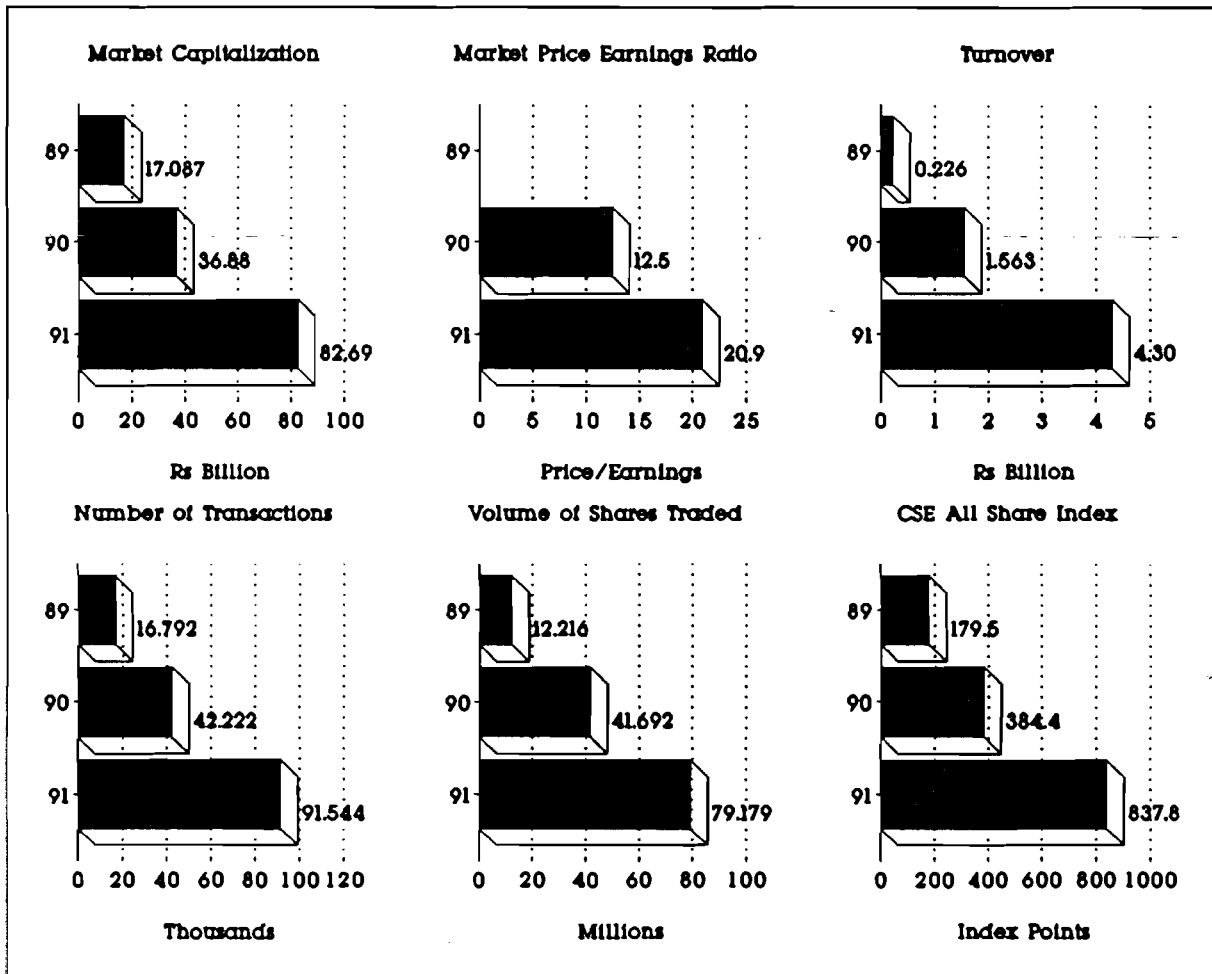 Market Capitalization
89
17.087
90
36.88
91
82.69
0 20 40 60 80 100
Rs Billion
Market Price Earnings Ratio
89
90
12.5
91
20.9
0 5 10 15 20 25
Price/Earnings
Turnover
89
0.226
90
1.563
91
4.30
0 1 2 3 4 5
Rs Billion
Number of Transactions
89
16.792
90
42.222
91
91.544
0 20 40 60 80 100 120
Thousands
Volume of Shares Traded
89
12.216
90
41.692
91
79.179
0 20 40 60 80 100
Millions
CSE All Share Index
89
179.5
90
384.4
91
837.8
0 200 400 600 800 1000
Index Points